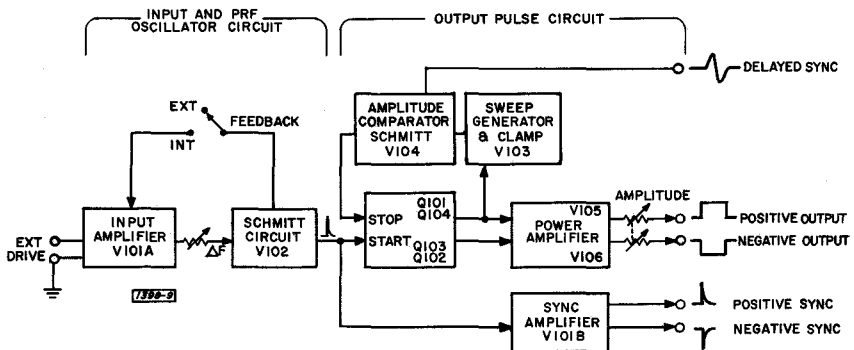 INPUT AND PRF
OSCILLATOR CIRCUIT
OUTPUT PULSE CIRCUIT
DELAYED SYNC
EXT
FEEDBACK
INT
AMPLITUDE
COMPARATOR
SCHMITT
V104
SWEEP
GENERATOR
& CLAMP
V103
INPUT
AMPLIFIER
V101A
ΔF
SCHMITT
CIRCUIT
V102
STOP
START
Q101
Q104
Q103
Q102
V105
POWER
AMPLIFIER
V106
AMPLITUDE
POSITIVE OUTPUT
NEGATIVE OUTPUT
EXT
DRIVE
1398-9
SYNC
AMPLIFIER
V101B
POSITIVE SYNC
NEGATIVE SYNC